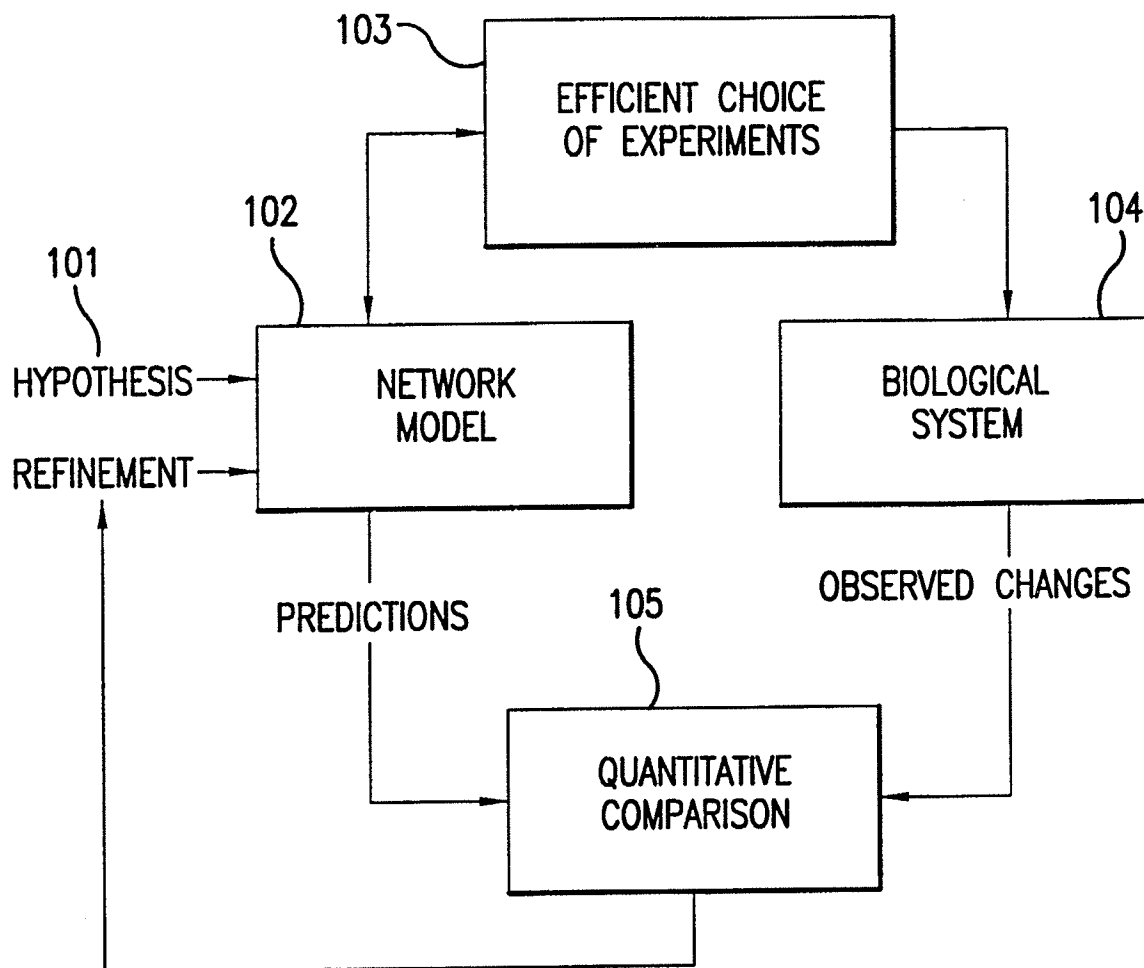 103
EFFICIENT CHOICE
OF EXPERIMENTS
102
104
101
HYPOTHESIS
NETWORK
MODEL
BIOLOGICAL
SYSTEM
REFINEMENT
OBSERVED CHANGES
PREDICTIONS
105
QUANTITATIVE
COMPARISON